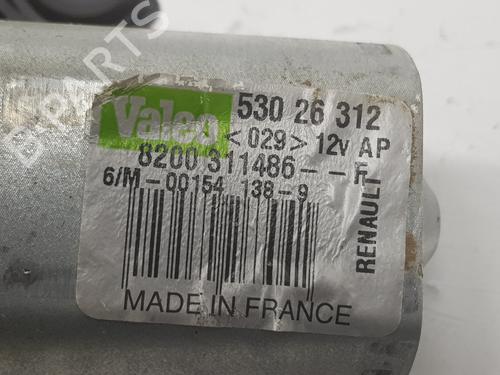 Valeo 530 26 312
<029> 12v AP
8200 311486--F
6/M-00154 138-9
RENAULT
MADE IN FRANCE
B-PARTS